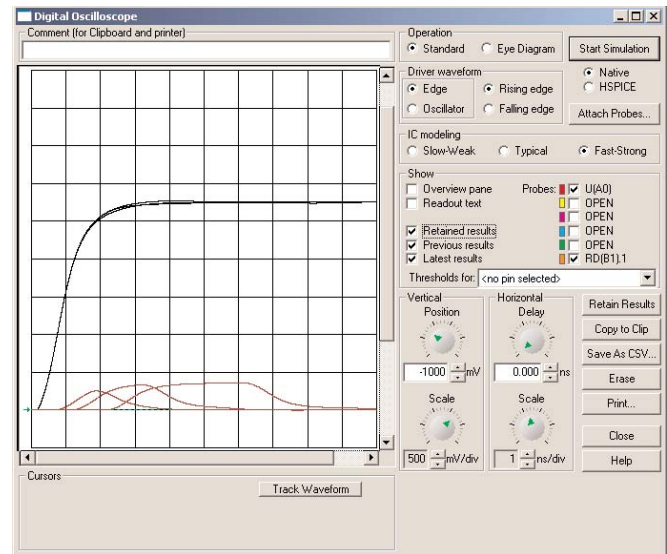 Digital Oscilloscope
Comment (for Clipboard and printer)
Operation
Standard
Eye Diagram
Start Simulation
Driver waveform
Edge
Rising edge
Oscillator
Falling edge
Native
HSPICE
Attach Probes...
IC modeling
Slow-Weak
Typical
Fast-Strong
Show
Overview pane
Readout text
Retained results
Previous results
Latest results
Probes:
U(A0)
OPEN
OPEN
OPEN
OPEN
RD(B1).1
Thresholds for: <no pin selected>
Vertical
Position
-1000 mV
Scale
500 mV/div
Horizontal
Delay
0.000 ns
Scale
1 ns/div
Retain Results
Copy to Clip
Save As CSV...
Erase
Print...
Close
Help
Cursors
Track Waveform